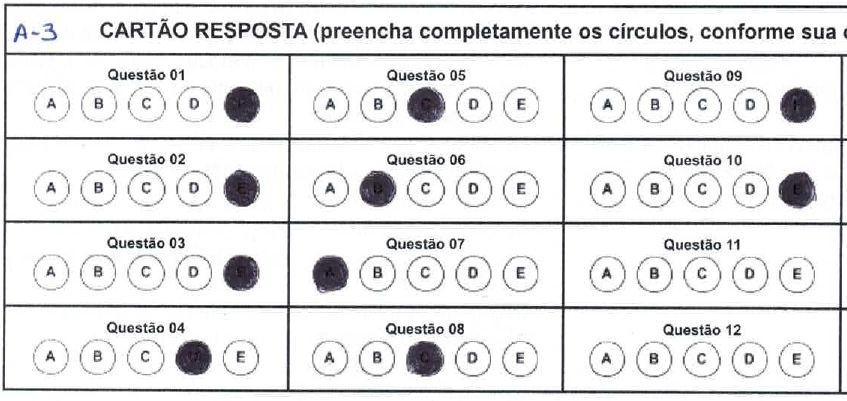 A-3 CARTÃO RESPOSTA (preencha completamente os círculos, conforme sua
Questão 01 Questão 05 Questão 09
A B C D A B D E A B C D
Questão 02 Questão 06 Questão 10
A B C D E A B C D E A B C D E
Questão 03 Questão 07 Questão 11
A B C D E A B C D E A B C D E
Questão 04 Questão 08 Questão 12
A B C E A B C D E A B C D E